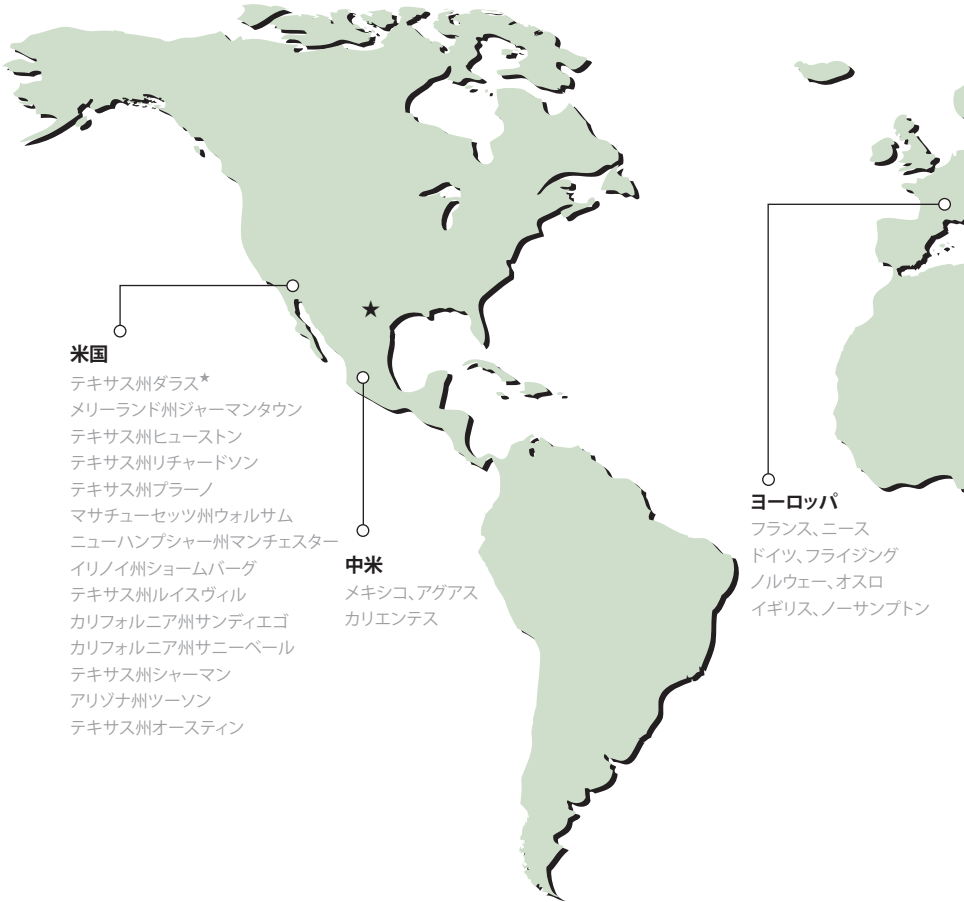 米国
テキサス州ダラス★
メリーランド州ジャーマンタウン
テキサス州ヒューストン
テキサス州リチャードソン
テキサス州プラーノ
マサチューセッツ州ウォルサム
ニューハンプシャー州マンチェスター
イリノイ州ショームバーグ
テキサス州ルイスヴィル
カリフォルニア州サンディエゴ
カリフォルニア州サニーベール
テキサス州シャーマン
アリゾナ州ツーソン
テキサス州オースティン
中米
メキシコ、アグアス
カリエンテス
ヨーロッパ
フランス、ニース
ドイツ、フライジング
ノルウェー、オスロ
イギリス、ノーサンプトン